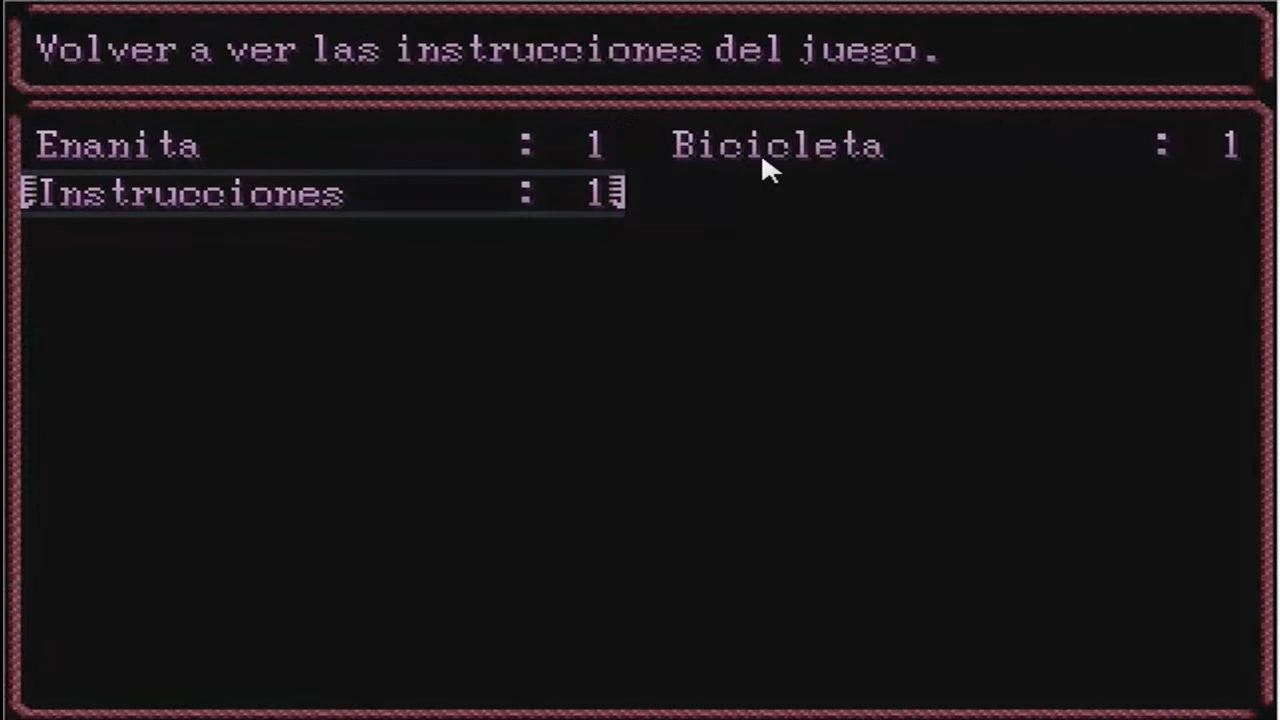 Volver a ver las instrucciones del juego.
Enanita : 1 Bicicleta : 1
Instrucciones : 1